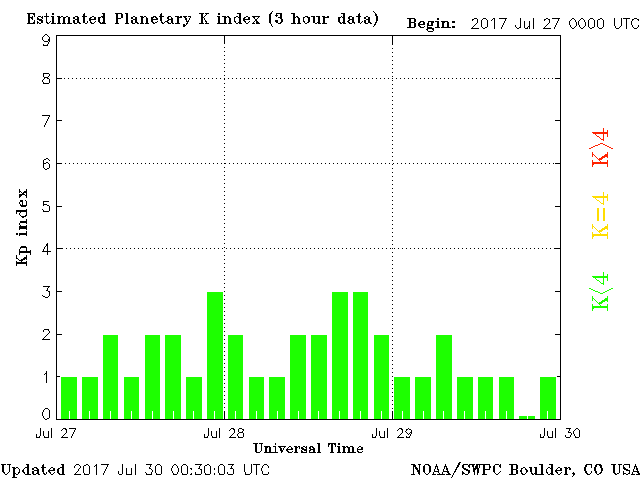 Estimated Planetary K index (3 hour data) Begin: 2017 Jul 27 0000 UTC
9
8
7
6
5
4
3
2
1
0
Kp index
K>4
K=4
K<4
Jul 27 Jul 28 Jul 29 Jul 30
Universal Time
Updated 2017 Jul 30 00:30:03 UTC NOAA/SWPC Boulder, CO USA